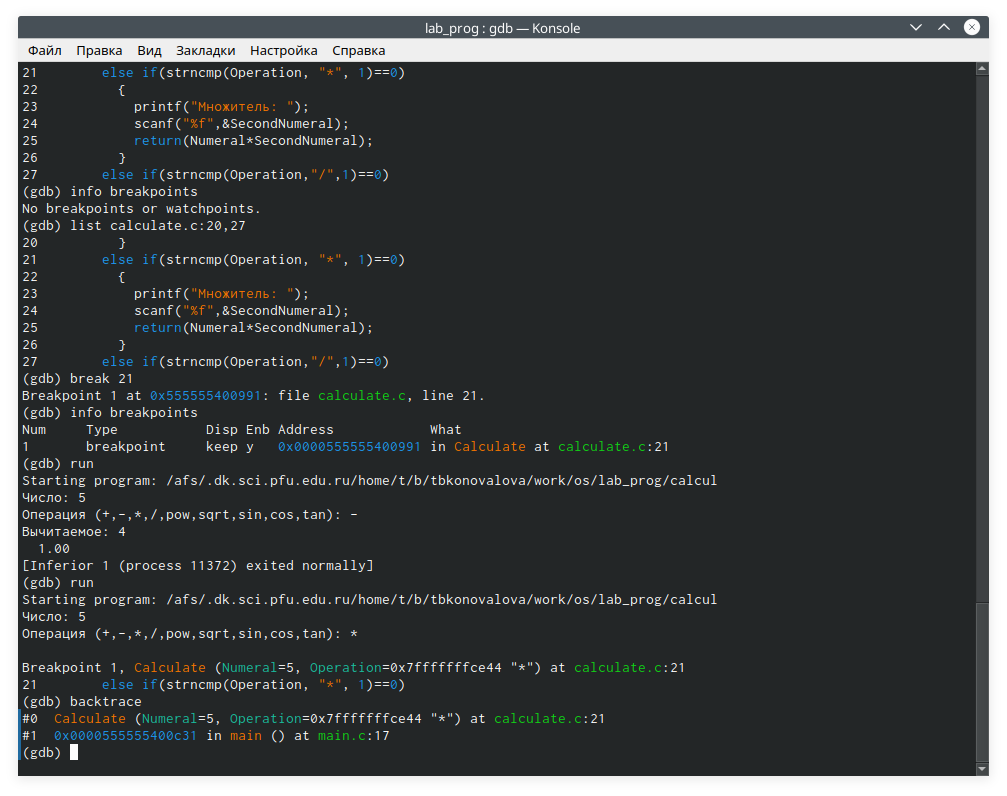 lab_prog : gdb — Konsole
Файл Правка Вид Закладки Настройка Справка
21        else if(strncmp(Operation, "*", 1)==0)
22          {
23            printf("Множитель: ");
24            scanf("%f",&SecondNumeral);
25            return(Numeral*SecondNumeral);
26          }
27        else if(strncmp(Operation,"/",1)==0)
(gdb) info breakpoints
No breakpoints or watchpoints.
(gdb) list calculate.c:20,27
20          }
21        else if(strncmp(Operation, "*", 1)==0)
22          {
23            printf("Множитель: ");
24            scanf("%f",&SecondNumeral);
25            return(Numeral*SecondNumeral);
26          }
27        else if(strncmp(Operation,"/",1)==0)
(gdb) break 21
Breakpoint 1 at 0x555555400991: file calculate.c, line 21.
(gdb) info breakpoints
Num     Type           Disp Enb Address            What
1       breakpoint     keep y   0x0000555555400991 in Calculate at calculate.c:21
(gdb) run
Starting program: /afs/.dk.sci.pfu.edu.ru/home/t/b/tbkonovalova/work/os/lab_prog/calcul
Число: 5
Операция (+,-,*,/,pow,sqrt,sin,cos,tan): -
Вычитаемое: 4
  1.00
[Inferior 1 (process 11372) exited normally]
(gdb) run
Starting program: /afs/.dk.sci.pfu.edu.ru/home/t/b/tbkonovalova/work/os/lab_prog/calcul
Число: 5
Операция (+,-,*,/,pow,sqrt,sin,cos,tan): *
Breakpoint 1, Calculate (Numeral=5, Operation=0x7fffffffce44 "*") at calculate.c:21
21        else if(strncmp(Operation, "*", 1)==0)
(gdb) backtrace
#0  Calculate (Numeral=5, Operation=0x7fffffffce44 "*") at calculate.c:21
#1  0x0000555555400c31 in main () at main.c:17
(gdb)